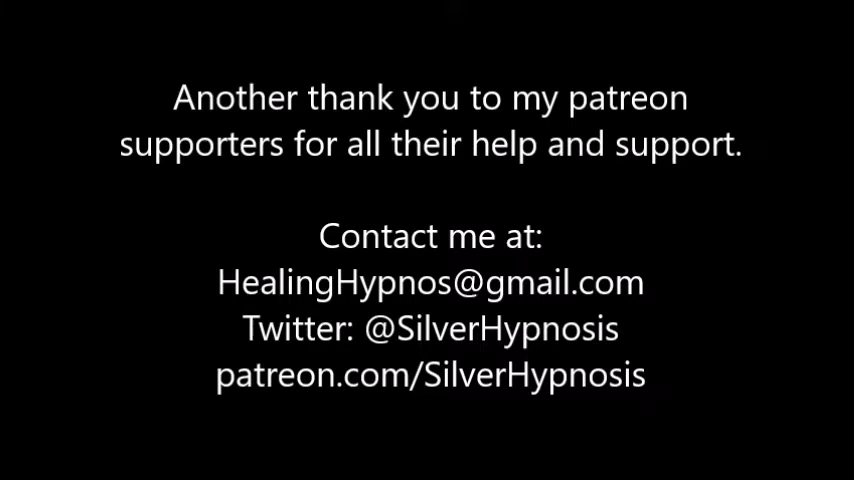 Another thank you to my patreon
supporters for all their help and support.
Contact me at:
HealingHypnos@gmail.com
Twitter: @SilverHypnosis
patreon.com/SilverHypnosis